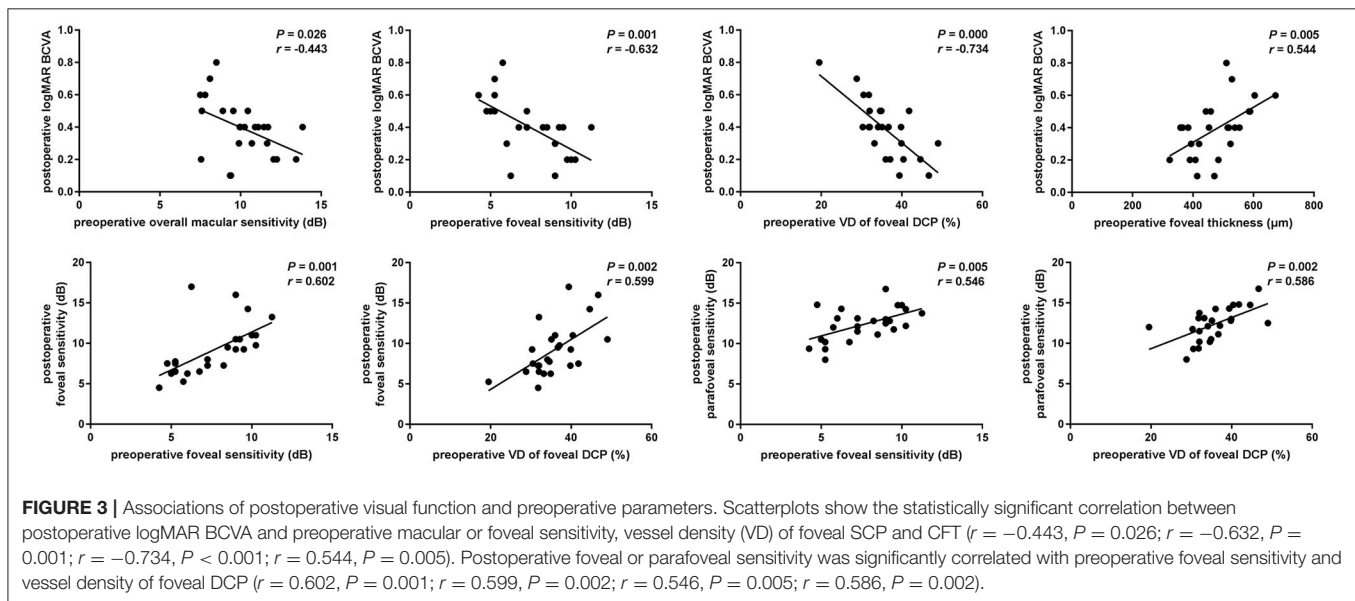 P = 0.026
r = -0.443
postoperative logMAR BCVA
1.0
0.8
0.6
0.4
0.2
0.0
0
5
10
15
preoperative overall macular sensitivity (dB)
P = 0.001
r = -0.632
postoperative logMAR BCVA
1.0
0.8
0.6
0.4
0.2
0.0
0
5
10
15
preoperative foveal sensitivity (dB)
P = 0.000
r = -0.734
postoperative logMAR BCVA
1.0
0.8
0.6
0.4
0.2
0.0
0
20
40
60
preoperative VD of foveal DCP (%)
P = 0.005
r = 0.544
postoperative logMAR BCVA
1.0
0.8
0.6
0.4
0.2
0.0
0
200
400
600
800
preoperative foveal thickness (μm)
P = 0.001
r = 0.602
postoperative
foveal sensitivity (dB)
20
15
10
5
0
0
5
10
15
preoperative foveal sensitivity (dB)
P = 0.002
r = 0.599
postoperative
foveal sensitivity (dB)
20
15
10
5
0
0
20
40
60
preoperative VD of foveal DCP (%)
P = 0.005
r = 0.546
postoperative
parafoveal sensitivity (dB)
20
15
10
5
0
0
5
10
15
preoperative foveal sensitivity (dB)
P = 0.002
r = 0.586
postoperative
parafoveal sensitivity (dB)
20
15
10
5
0
0
20
40
60
preoperative VD of foveal DCP (%)
FIGURE 3 | Associations of postoperative visual function and preoperative parameters. Scatterplots show the statistically significant correlation between
postoperative logMAR BCVA and preoperative macular or foveal sensitivity, vessel density (VD) of foveal SCP and CFT (r = −0.443, P = 0.026; r = −0.632, P =
0.001; r = −0.734, P < 0.001; r = 0.544, P = 0.005). Postoperative foveal or parafoveal sensitivity was significantly correlated with preoperative foveal sensitivity and
vessel density of foveal DCP (r = 0.602, P = 0.001; r = 0.599, P = 0.002; r = 0.546, P = 0.005; r = 0.586, P = 0.002).